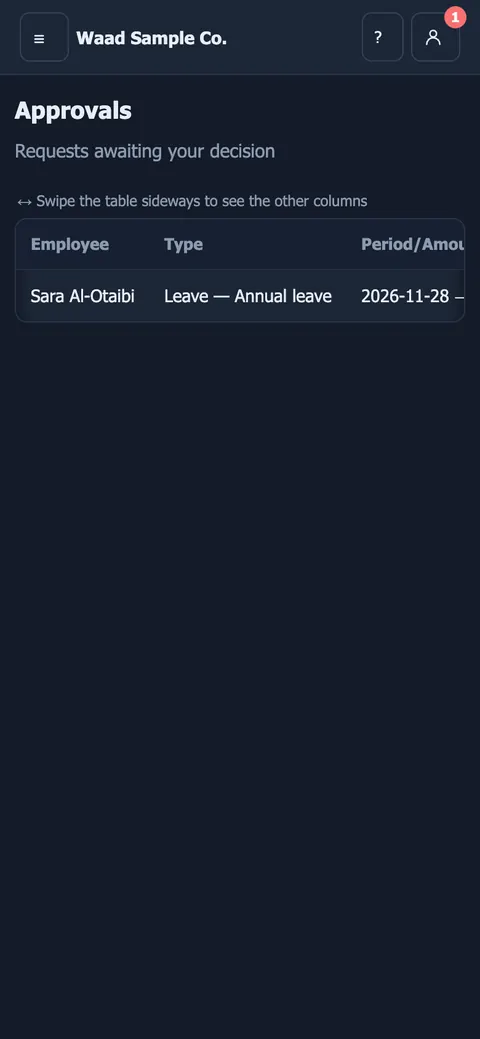 ≡ Waad Sample Co. ? 1
Approvals
Requests awaiting your decision
↔ Swipe the table sideways to see the other columns
Employee Type Period/Amou
Sara Al-Otaibi Leave — Annual leave 2026-11-28 –